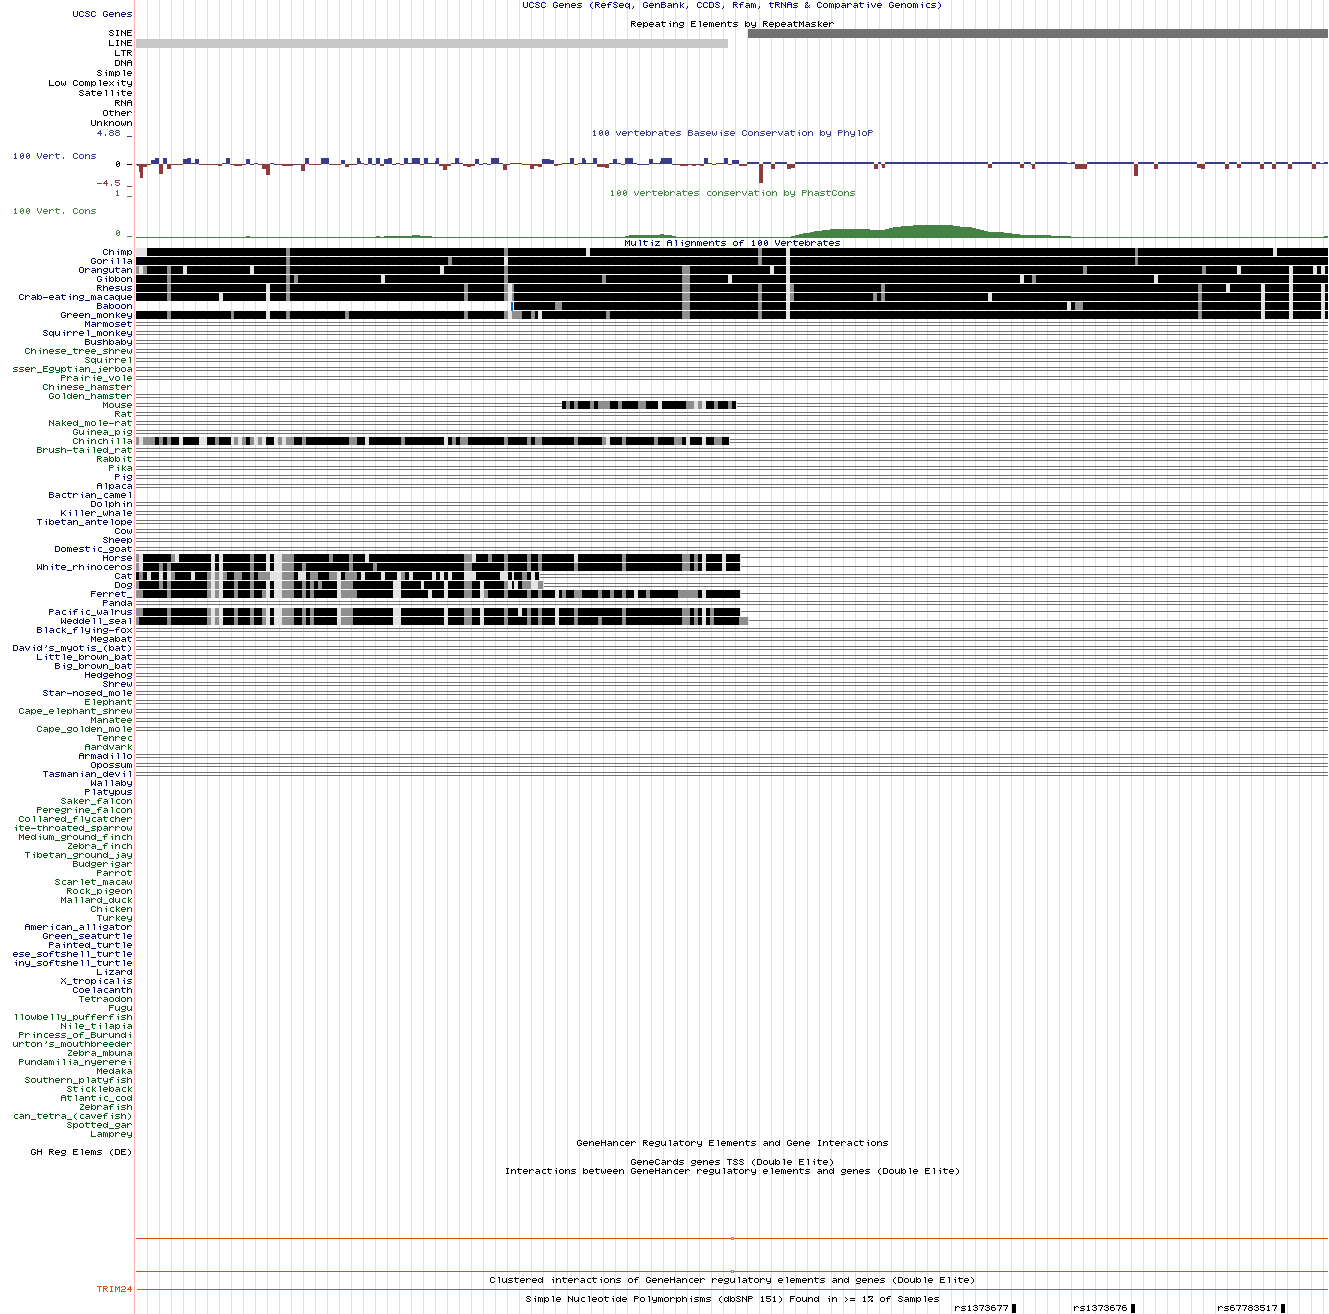 UCSC Genes (RefSeq, GenBank, CCDS, Rfam, tRNAs & Comparative Genomics)
UCSC Genes
Repeating Elements by RepeatMasker
SINE
LINE
LTR
DNA
Simple
Low Complexity
Satellite
RNA
Other
Unknown
4.88 _
100 vertebrates Basewise Conservation by PhyloP
100 Vert. Cons
0 _
-4.5 _
1 _
100 vertebrates conservation by PhastCons
100 Vert. Cons
0 _
Multiz Alignments of 100 Vertebrates
Chimp
Gorilla
Orangutan
Gibbon
Rhesus
Crab-eating_macaque
Baboon
Green_monkey
Marmoset
Squirrel_monkey
Bushbaby
Chinese_tree_shrew
Squirrel
sser_Egyptian_jerboa
Prairie_vole
Chinese_hamster
Golden_hamster
Mouse
Rat
Naked_mole-rat
Guinea_pig
Chinchilla
Brush-tailed_rat
Rabbit
Pika
Pig
Alpaca
Bactrian_camel
Dolphin
Killer_whale
Tibetan_antelope
Cow
Sheep
Domestic_goat
Horse
White_rhinoceros
Cat
Dog
Ferret_
Panda
Pacific_walrus
Weddell_seal
Black_flying-fox
Megabat
David's_myotis_(bat)
Little_brown_bat
Big_brown_bat
Hedgehog
Shrew
Star-nosed_mole
Elephant
Cape_elephant_shrew
Manatee
Cape_golden_mole
Tenrec
Aardvark
Armadillo
Opossum
Tasmanian_devil
Wallaby
Platypus
Saker_falcon
Peregrine_falcon
Collared_flycatcher
ite-throated_sparrow
Medium_ground_finch
Zebra_finch
Tibetan_ground_jay
Budgerigar
Parrot
Scarlet_macaw
Rock_pigeon
Mallard_duck
Chicken
Turkey
American_alligator
Green_seaturtle
Painted_turtle
ese_softshell_turtle
iny_softshell_turtle
Lizard
X_tropicalis
Coelacanth
Tetraodon
Fugu
llowbelly_pufferfish
Nile_tilapia
Princess_of_Burundi
urton's_mouthbreeder
Zebra_mbuna
Pundamilia_nyererei
Medaka
Southern_platyfish
Stickleback
Atlantic_cod
Zebrafish
can_tetra_(cavefish)
Spotted_gar
Lamprey
GeneHancer Regulatory Elements and Gene Interactions
GH Reg Elems (DE)
GeneCards genes TSS (Double Elite)
Interactions between GeneHancer regulatory elements and genes (Double Elite)
Clustered interactions of GeneHancer regulatory elements and genes (Double Elite)
TRIM24
Simple Nucleotide Polymorphisms (dbSNP 151) Found in >= 1% of Samples
rs1373677 rs1373676 rs67783517